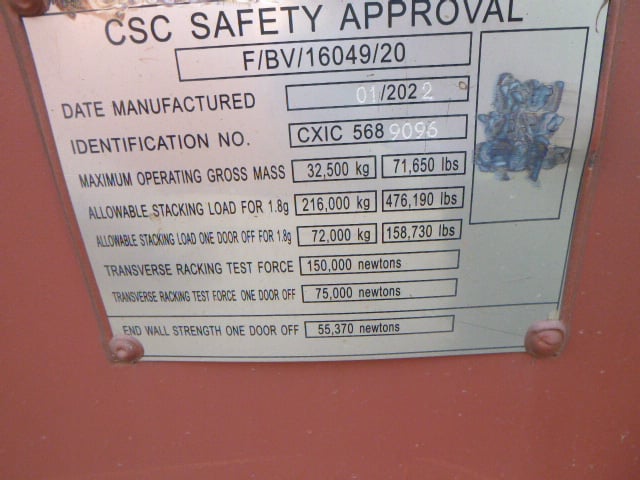 CSC SAFETY APPROVAL
F/BV/16049/20
DATE MANUFACTURED 01/2022
IDENTIFICATION NO. CXIC 568 9096
MAXIMUM OPERATING GROSS MASS 32,500 kg 71,650 lbs
ALLOWABLE STACKING LOAD FOR 1.8g 216,000 kg 476,190 lbs
ALLOWABLE STACKING LOAD ONE DOOR OFF FOR 1.8g 72,000 kg 158,730 lbs
TRANSVERSE RACKING TEST FORCE 150,000 newtons
TRANSVERSE RACKING TEST FORCE ONE DOOR OFF 75,000 newtons
END WALL STRENGTH ONE DOOR OFF 55,370 newtons